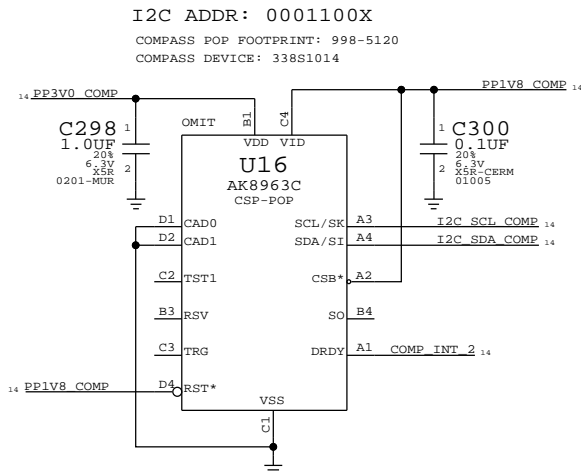 I2C ADDR: 0001100X
COMPASS POP FOOTPRINT: 998-5120
COMPASS DEVICE: 338S1014
14 PP3V0_COMP
PP1V8_COMP 14
OMIT
B1
C4
VDD
VID
C298
1
1.0UF
20%
6.3V
2
X5R
0201-MUR
1
C300
0.1UF
20%
6.3V
2
X5R-CERM
01005
U16
AK8963C
CSP-POP
D1 CAD0
D2 CAD1
C2 TST1
B3 RSV
C3 TRG
14 PP1V8_COMP
D4 RST*
SCL/SK A3 I2C_SCL_COMP 14
SDA/SI A4 I2C_SDA_COMP 14
CSB* A2
SO B4
DRDY A1 COMP_INT_2 14
VSS
C1